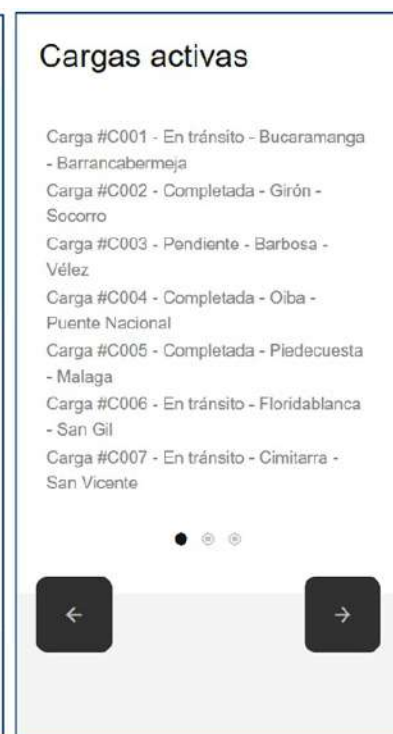 Cargas activas
Carga #C001 - En tránsito - Bucaramanga
- Barrancabermeja
Carga #C002 - Completada - Girón -
Socorro
Carga #C003 - Pendiente - Barbosa -
Vélez
Carga #C004 - Completada - Oiba -
Puente Nacional
Carga #C005 - Completada - Piedecuesta
- Malaga
Carga #C006 - En tránsito - Floridablanca
- San Gil
Carga #C007 - En tránsito - Cimitarra -
San Vicente